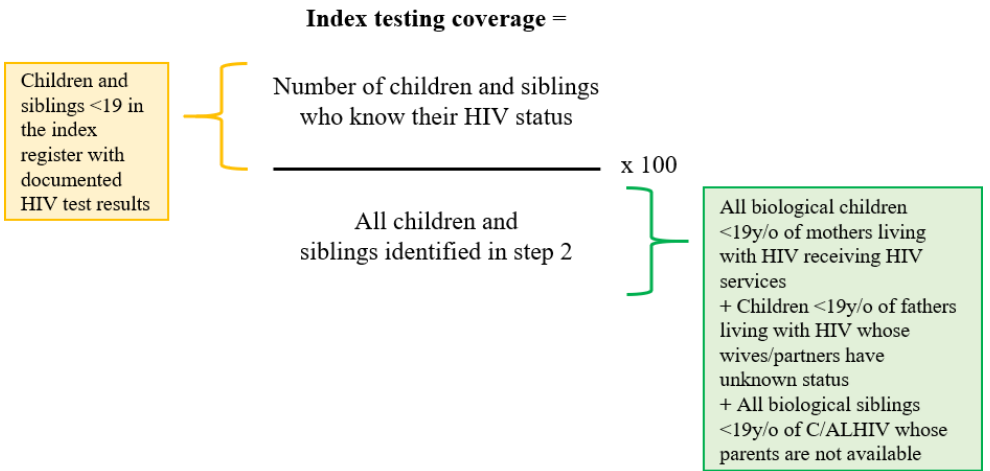 Index testing coverage =
Children and
siblings <19 in
the index
register with
documented
HIV test results
Number of children and siblings
who know their HIV status
x 100
All children and
siblings identified in step 2
All biological children
<19y/o of mothers living
with HIV receiving HIV
services
+ Children <19y/o of fathers
living with HIV whose
wives/partners have
unknown status
+ All biological siblings
<19y/o of C/ALHIV whose
parents are not available